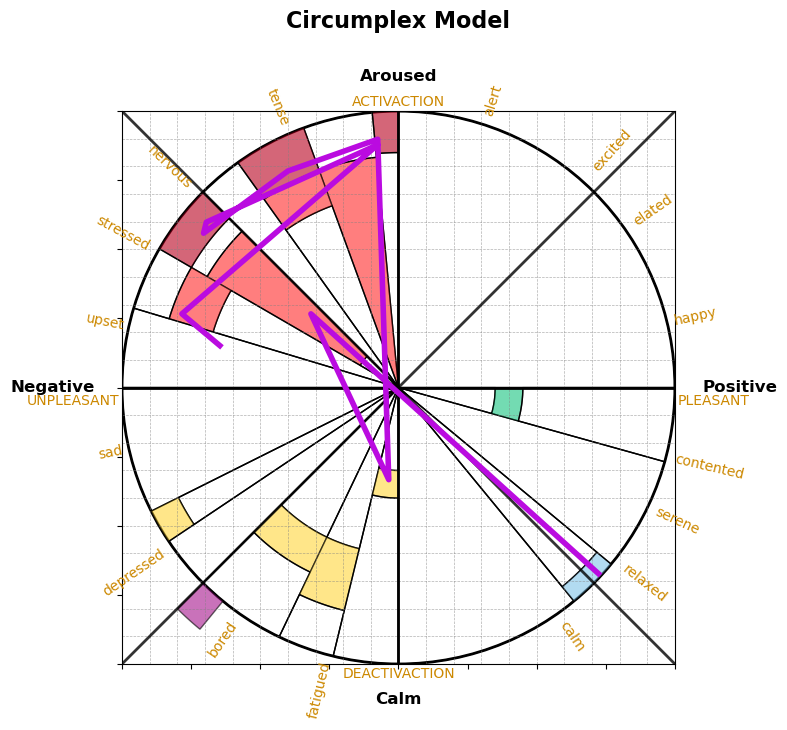 Circumplex Model
Aroused
ACTIVACTION
tense
alert
nervous
excited
stressed
elated
upset
happy
Negative
Positive
UNPLEASANT
PLEASANT
sad
contented
serene
depressed
relaxed
bored
calm
fatigued
DEACTIVACTION
Calm